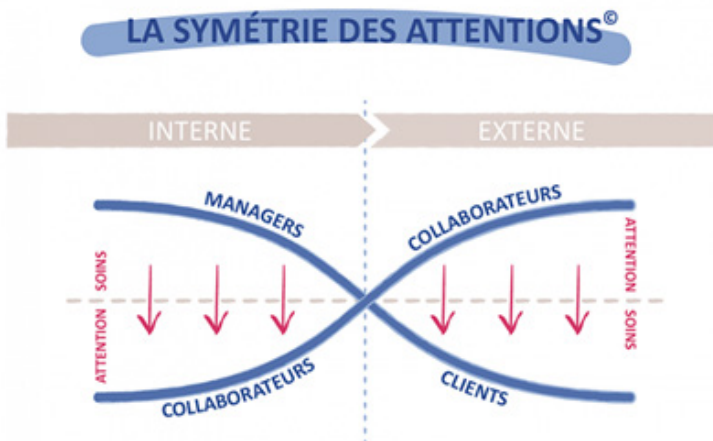 LA SYMÉTRIE DES ATTENTIONS©
INTERNE
EXTERNE
MANAGERS
COLLABORATEURS
SOINS
ATTENTION
ATTENTION
SOINS
COLLABORATEURS
CLIENTS